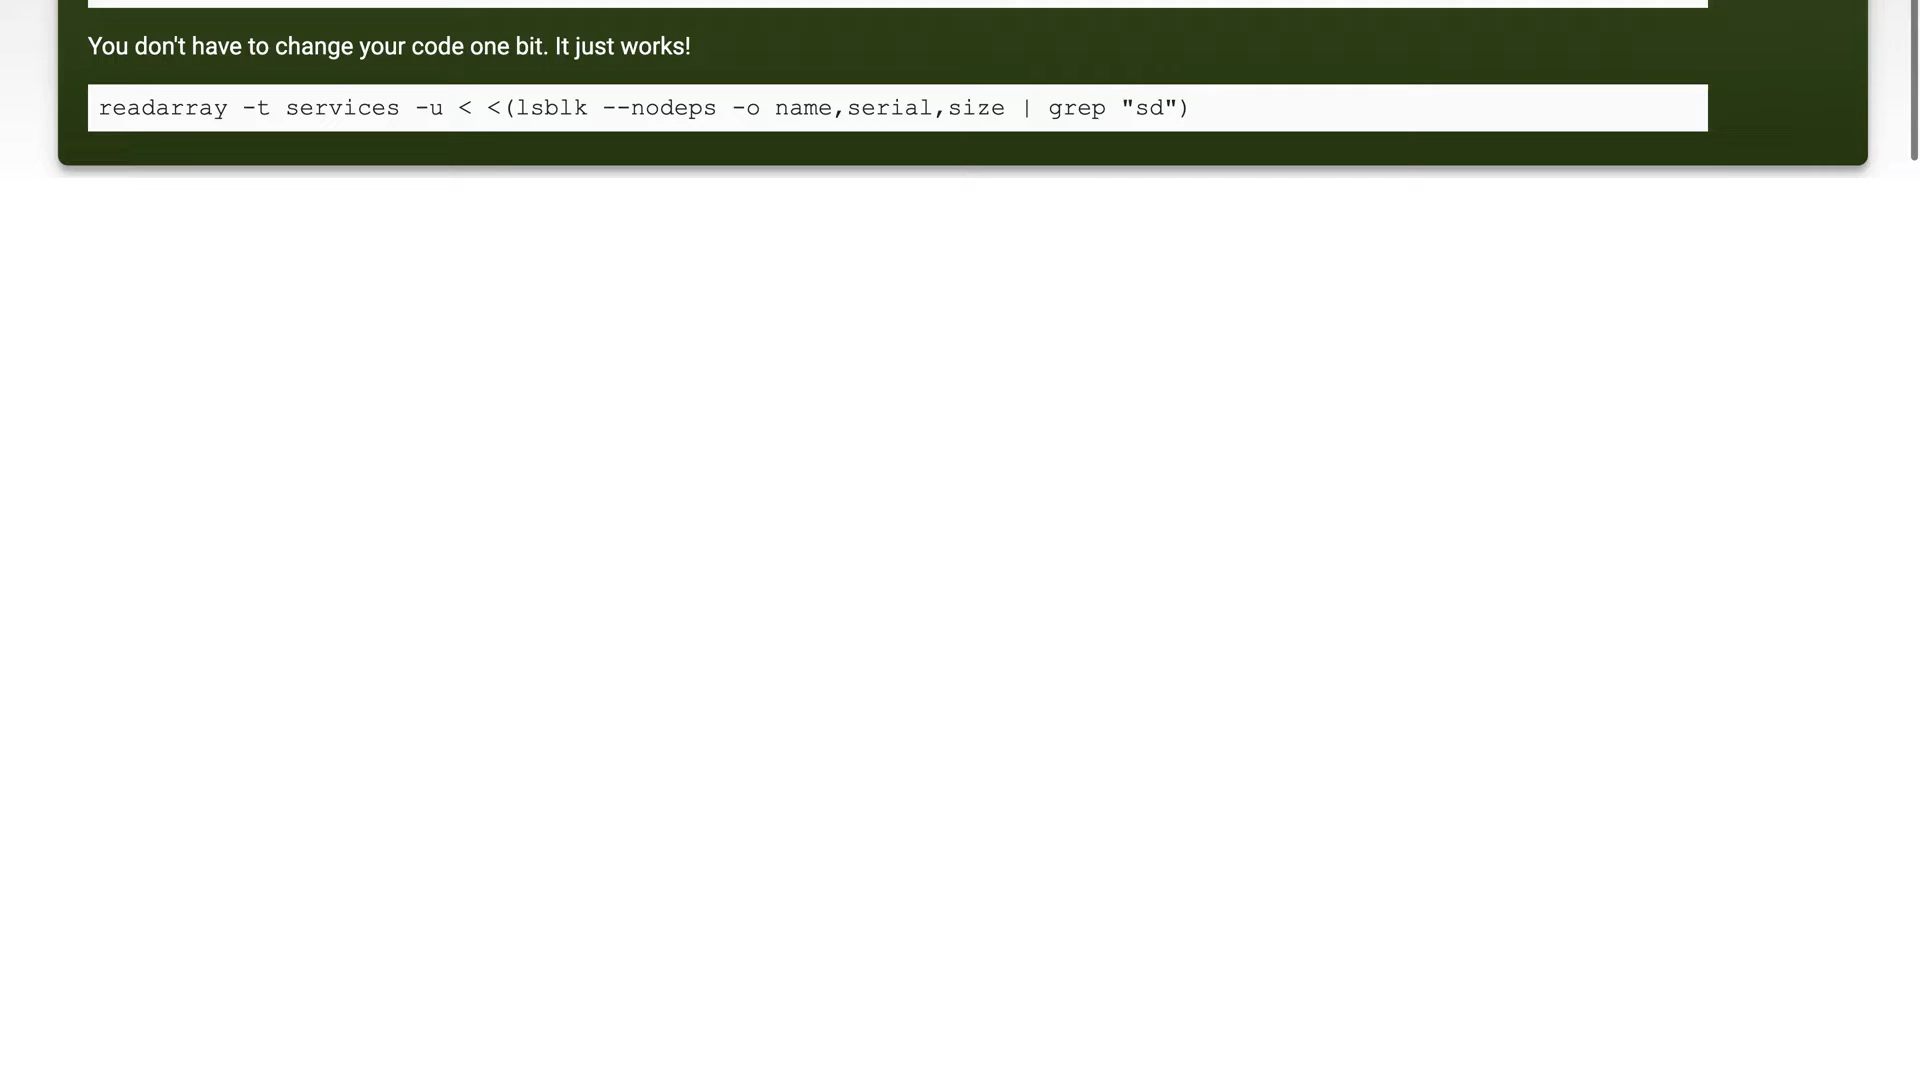 You don't have to change your code one bit. It just works!
readarray -t services -u < <(lsblk --nodeps -o name,serial,size | grep "sd")